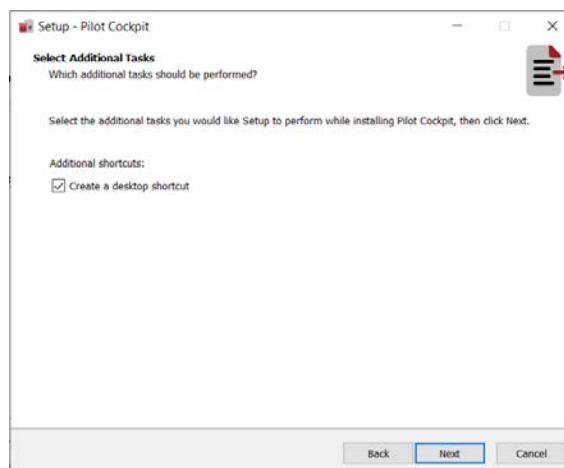 Setup - Pilot Cockpit
Select Additional Tasks
Which additional tasks should be performed?
Select the additional tasks you would like Setup to perform while installing Pilot Cockpit, then click Next.
Additional shortcuts:
Create a desktop shortcut
Back Next Cancel